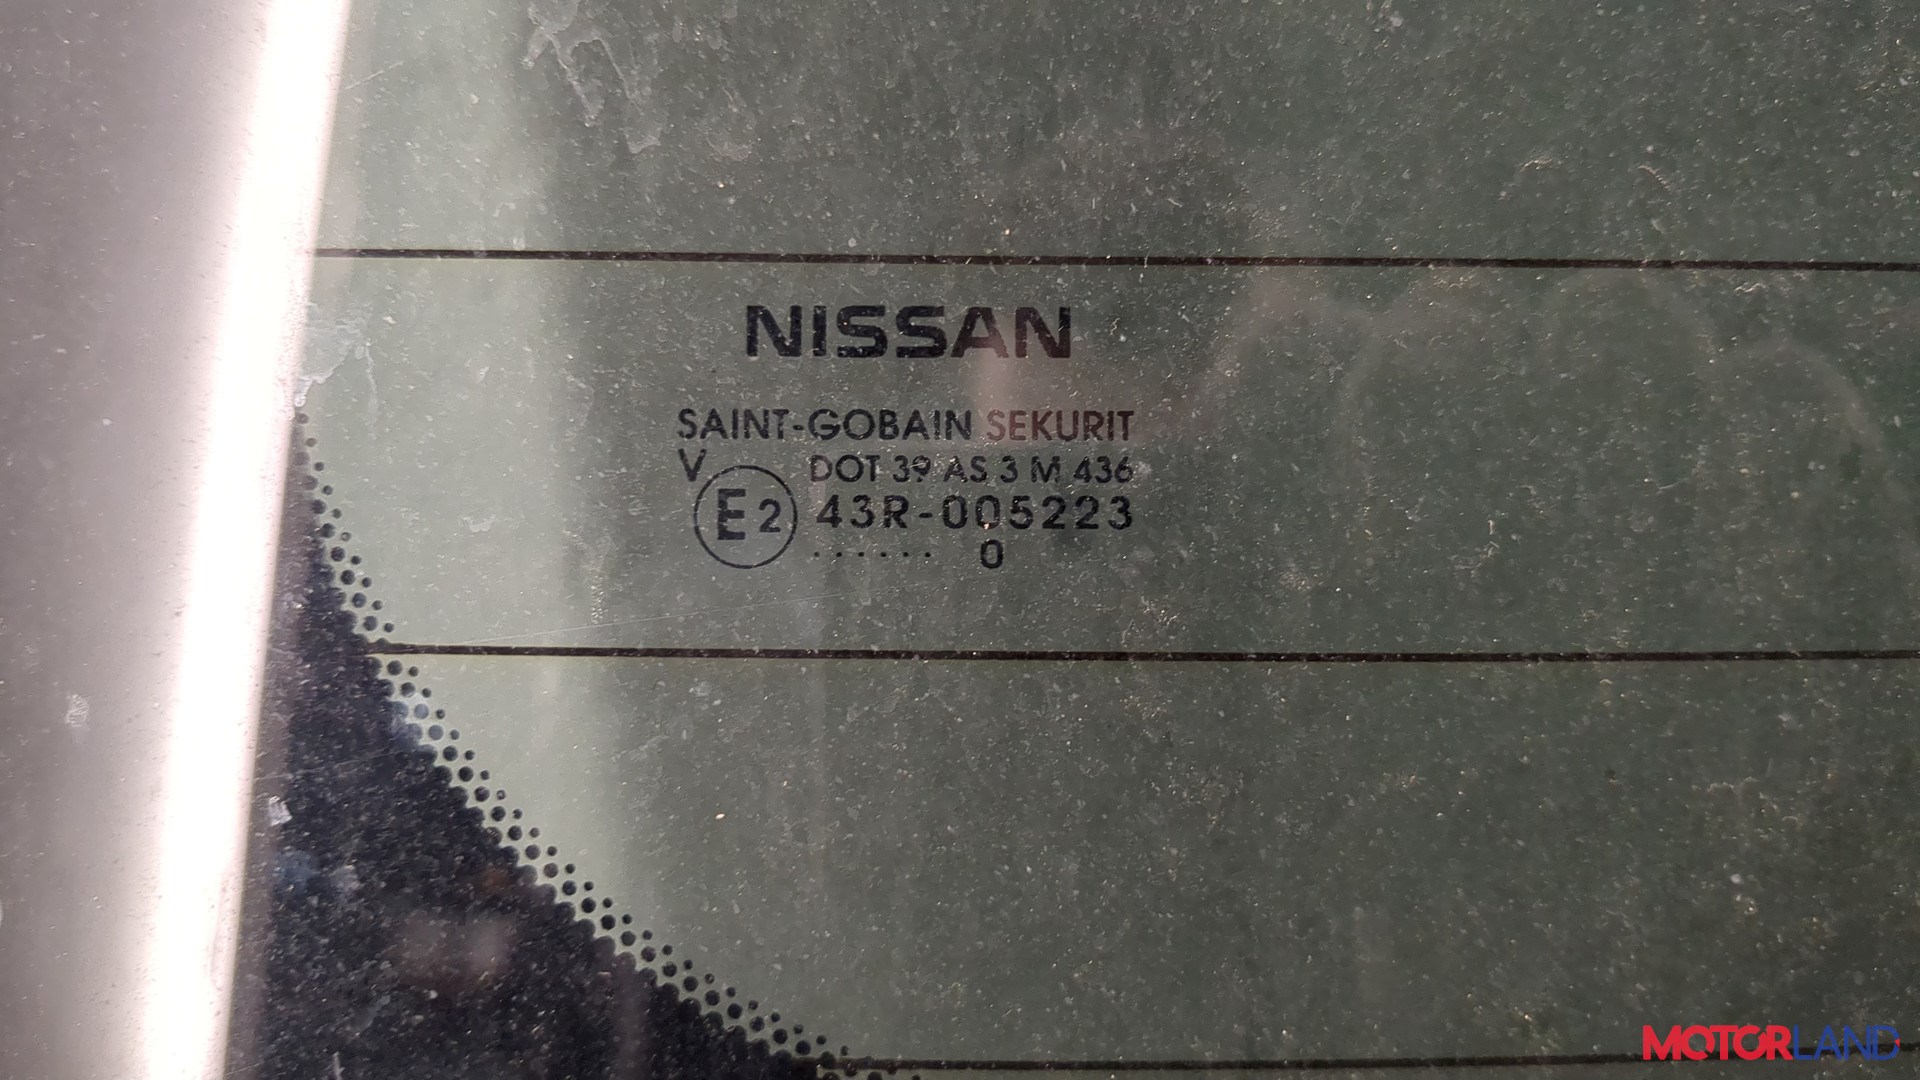 NISSAN
SAINT-GOBAIN SEKURIT
V DOT 39 AS 3 M 436
E2 43R-005223
...... 0
MOTORLAND